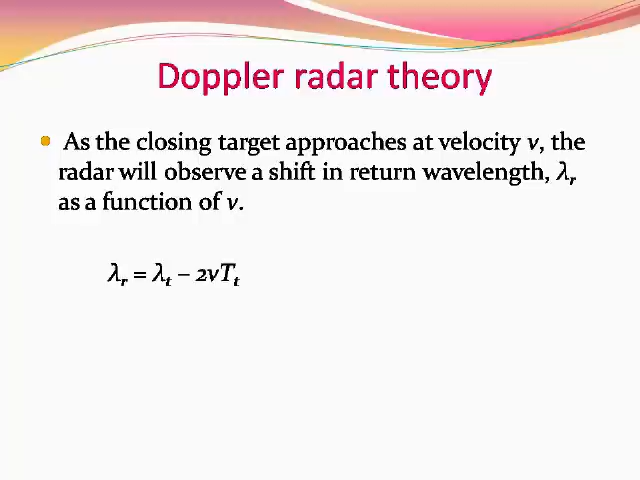 Doppler radar theory
As the closing target approaches at velocity v, the
radar will observe a shift in return wavelength, λr
as a function of v.
λr = λt – 2vTt